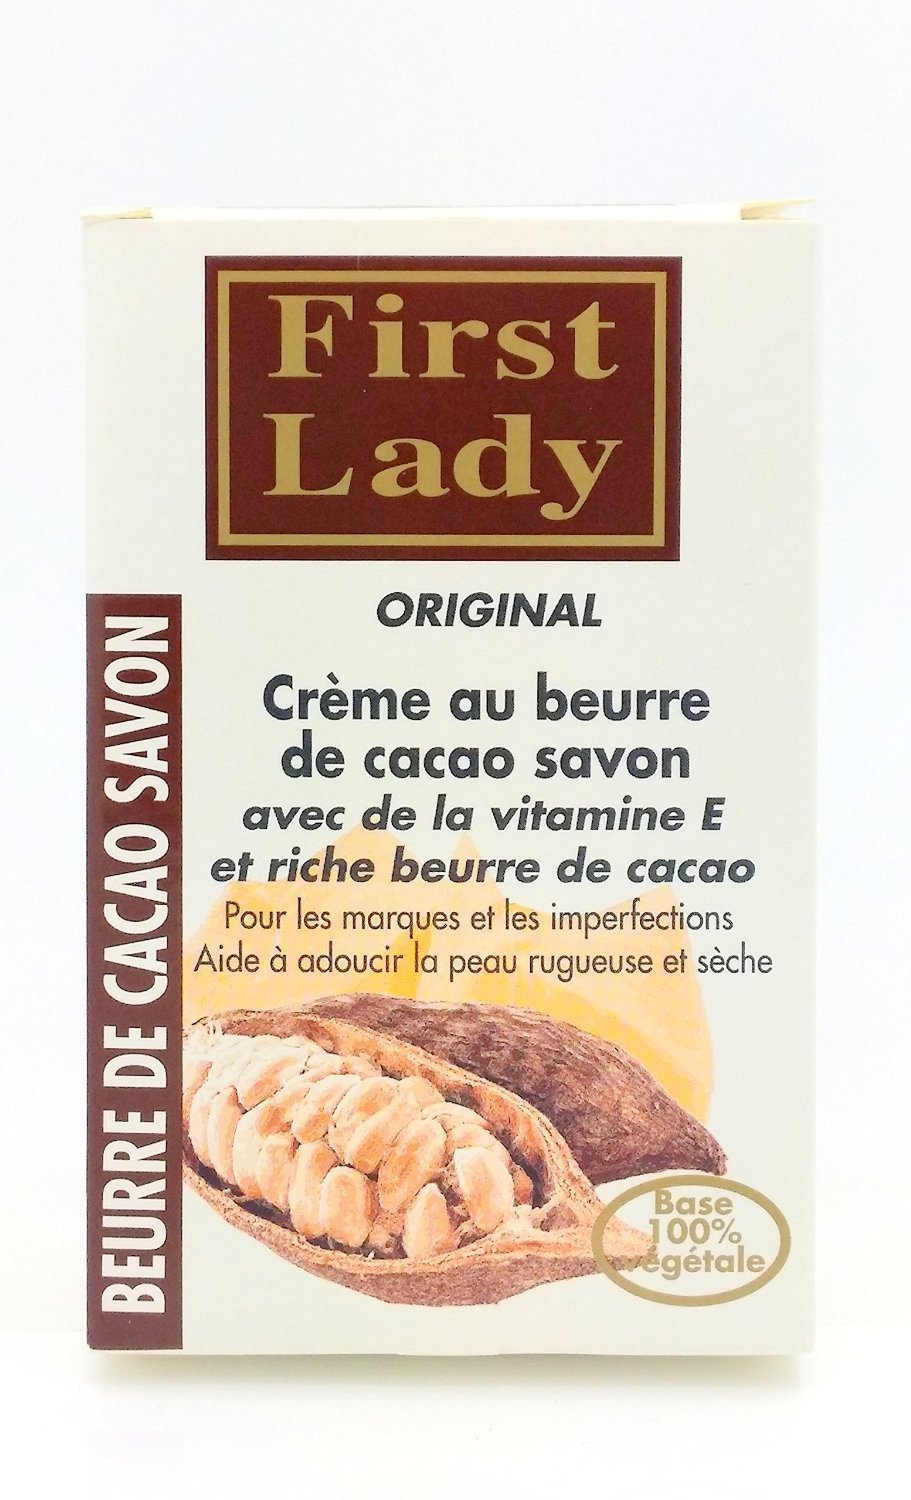 First
Lady
ORIGINAL
Crème au beurre
de cacao savon
avec de la vitamine E
et riche beurre de cacao
Pour les marques et les imperfections
Aide à adoucir la peau rugueuse et sèche
BEURRE DE CACAO SAVON
Base
100%
végétale